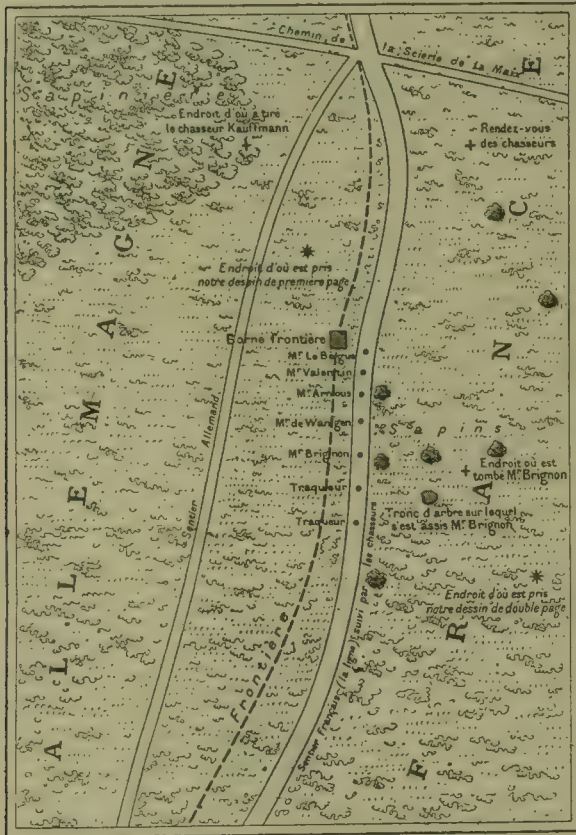 Chemin de
la Scierie de La Max
Sapinière
Endroit d'où a tiré
le chasseur Kauffmann
Rendez-vous
des chasseurs
Endroit d'où est pris
notre dessin de première page
Borne frontière
Mr Le Bègue
Mr Valentin
Mr Arnous
Mr de Wangen
Mr Brignon
Traqueur
Traqueur
Sapins
Endroit où est
tombé Mr Brignon
Tronc d'arbre sur lequel
s'est assis Mr Brignon
Endroit d'où est pris
notre dessin de double page
Sentier Allemand
Frontière
Sentier Français (la ligne) suivi par les chasseurs
ALLEMAGNE
FRANCE